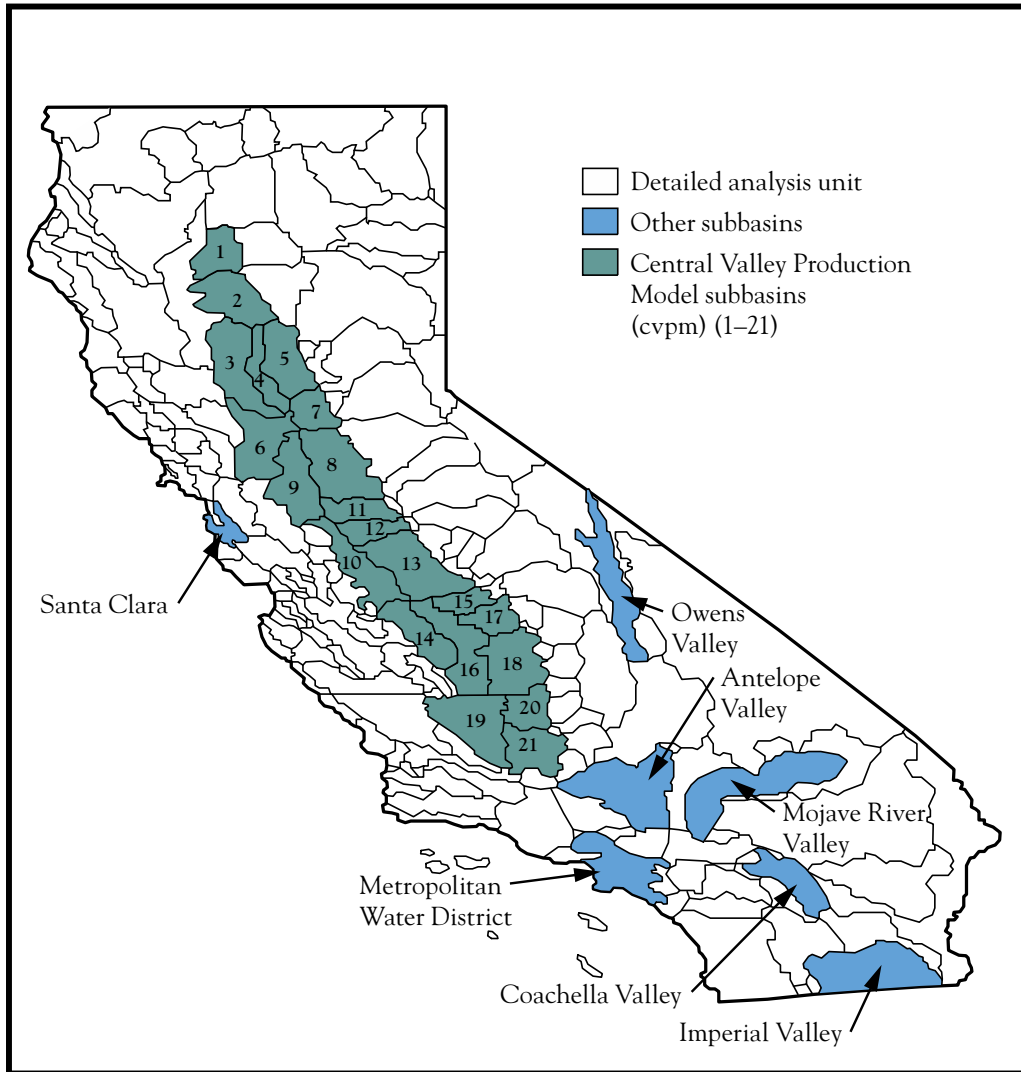 Detailed analysis unit
Other subbasins
Central Valley Production
Model subbasins
(cvpm) (1–21)
1
2
3
4
5
7
6
8
9
11
12
10
13
15
17
14
16
18
20
19
21
Santa Clara
Owens
Valley
Antelope
Valley
Mojave River
Valley
Metropolitan
Water District
Coachella Valley
Imperial Valley